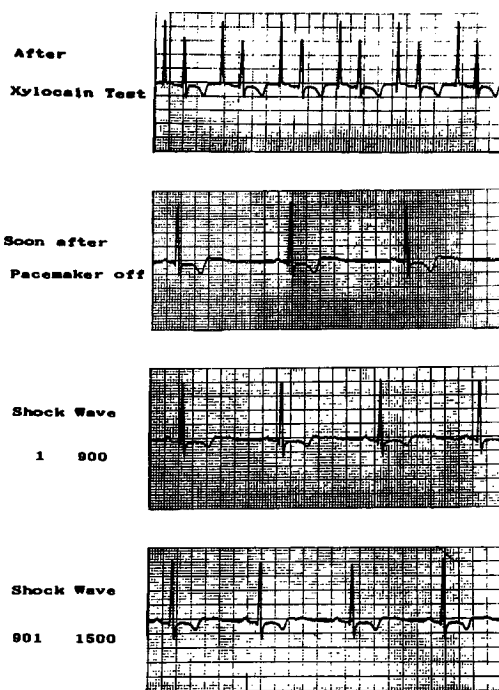 After
Xylocain Test
Soon after
Pacemaker off
Shock Wave
1 900
Shock Wave
901 1500